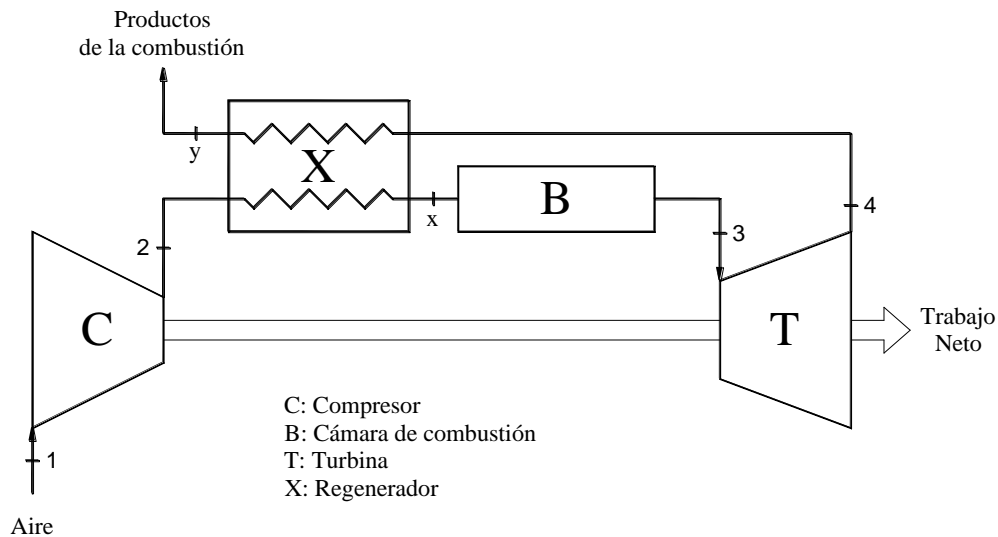 Productos
de la combustión
y
X
x
B
2
3
4
C
T
Trabajo
Neto
C: Compresor
B: Cámara de combustión
T: Turbina
X: Regenerador
1
Aire